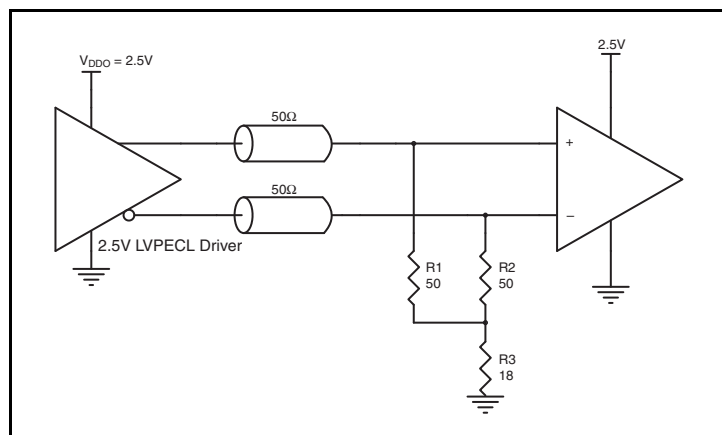 V_DDO = 2.5V
2.5V
50Ω
+
50Ω
–
2.5V LVPECL Driver
R1
50
R2
50
R3
18